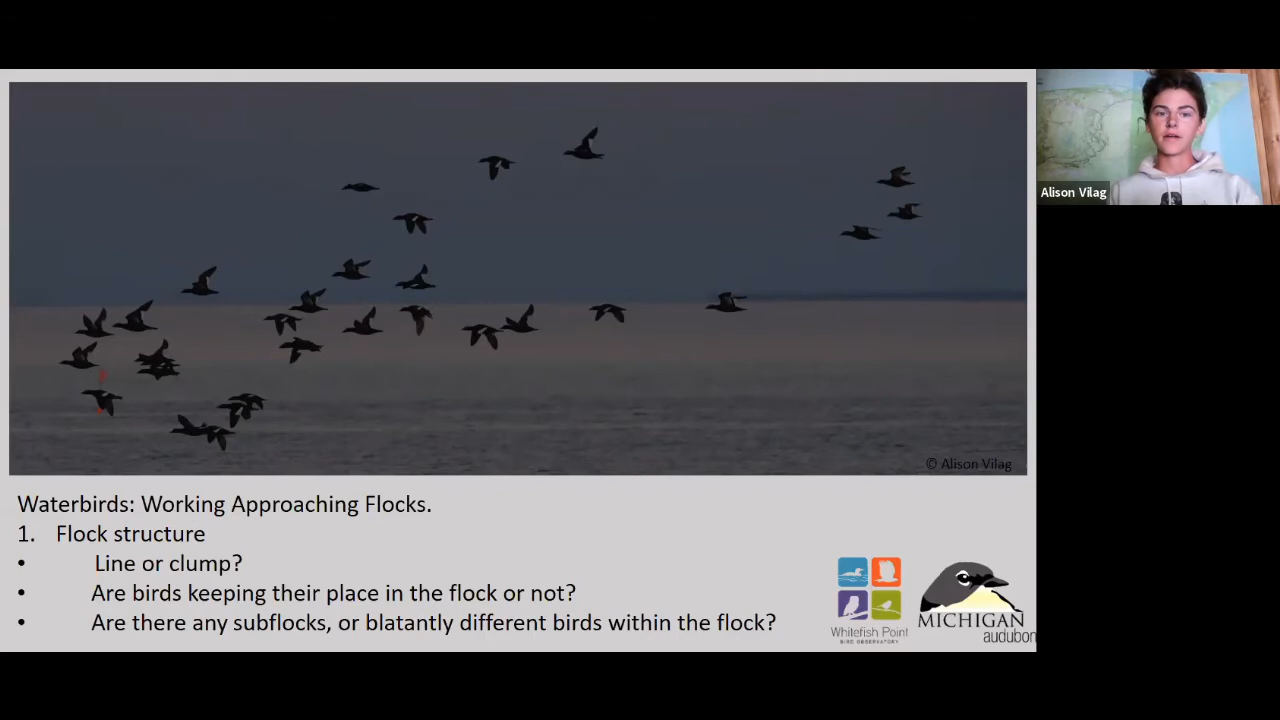 Alison Vilag
© Alison Vilag
Waterbirds: Working Approaching Flocks.
1. Flock structure
• Line or clump?
• Are birds keeping their place in the flock or not?
• Are there any subflocks, or blatantly different birds within the flock?
Whitefish Point
BIRD OBSERVATORY
MICHIGAN
audubon